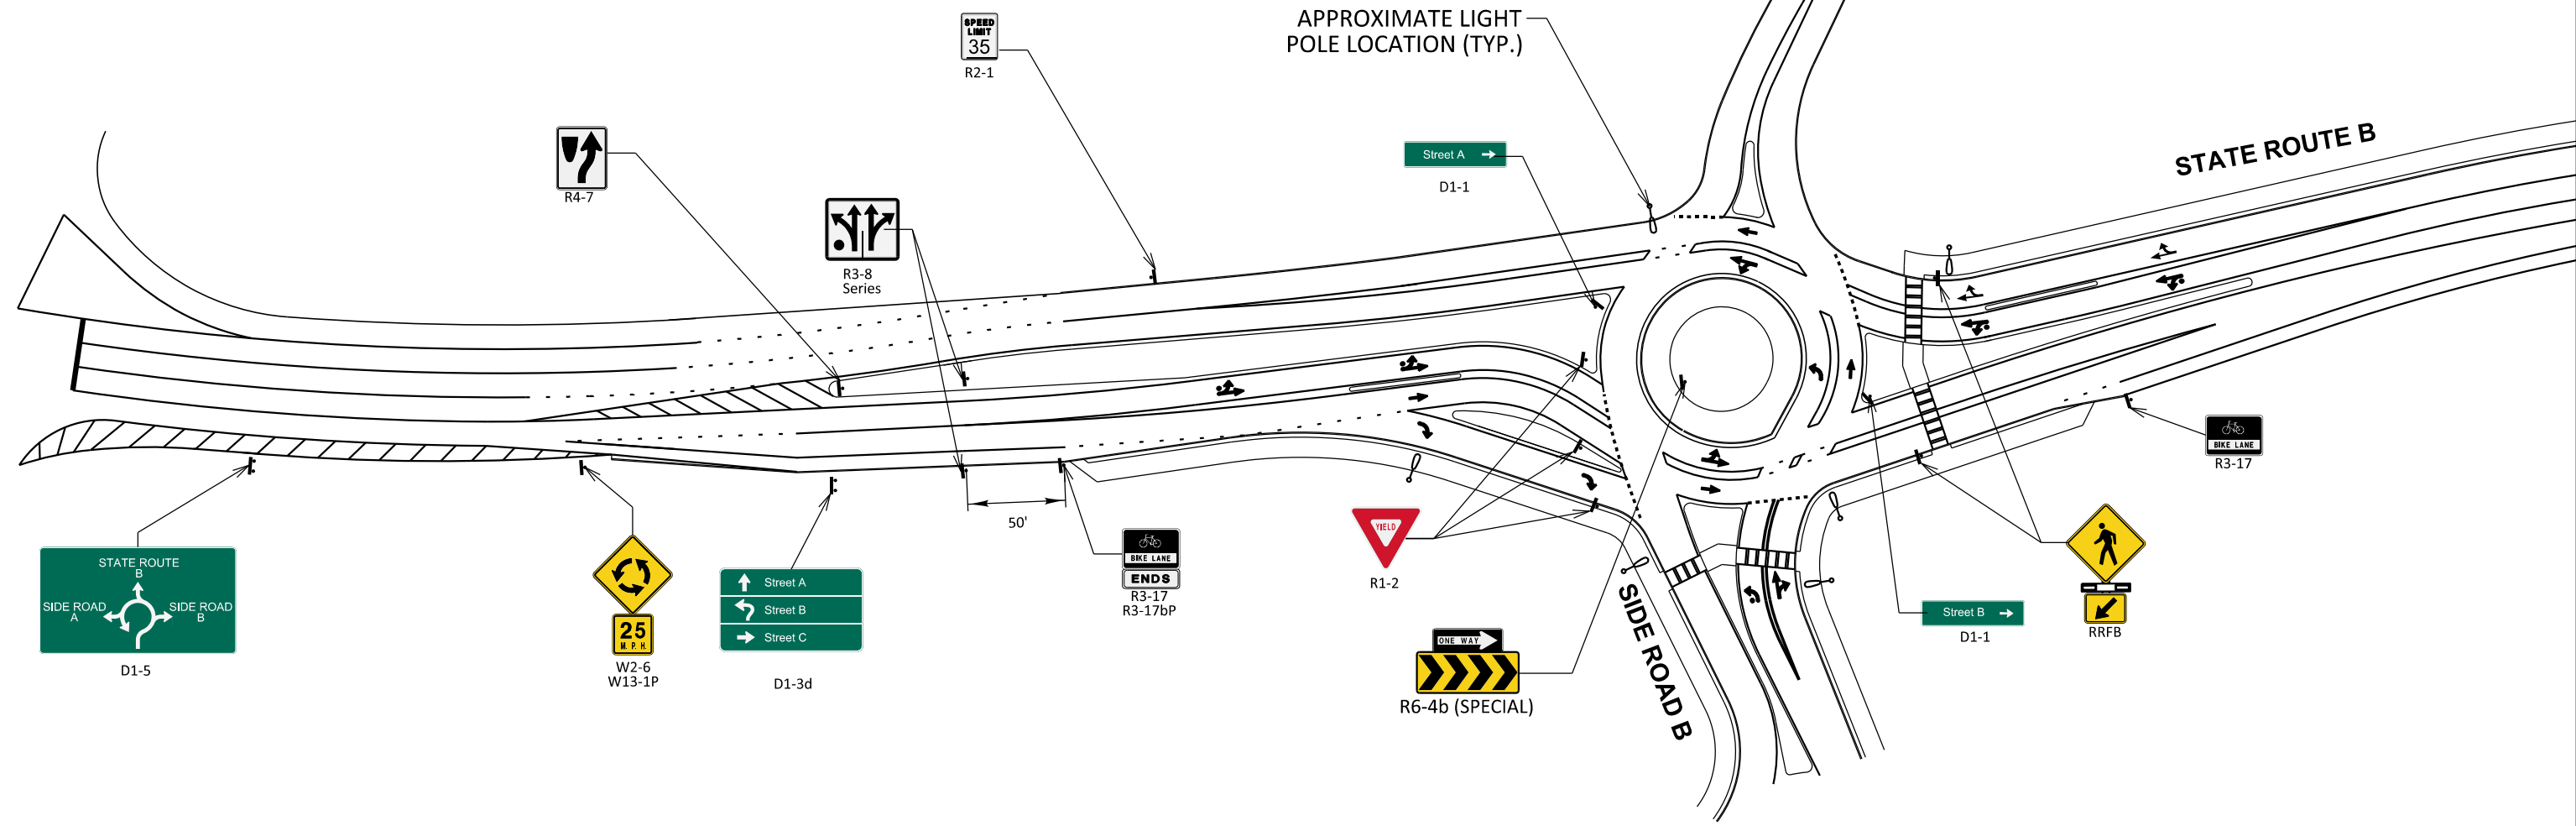 SPEED
LIMIT
35
R2-1
APPROXIMATE LIGHT
POLE LOCATION (TYP.)
R4-7
Street A
D1-1
STATE ROUTE B
R3-8
Series
BIKE LANE
R3-17
50'
STATE ROUTE
B
SIDE ROAD
A
SIDE ROAD
B
D1-5
25
M. P. H.
W2-6
W13-1P
Street A
Street B
Street C
D1-3d
BIKE LANE
ENDS
R3-17
R3-17bP
YIELD
R1-2
ONE WAY
R6-4b (SPECIAL)
SIDE ROAD B
Street B
D1-1
RRFB